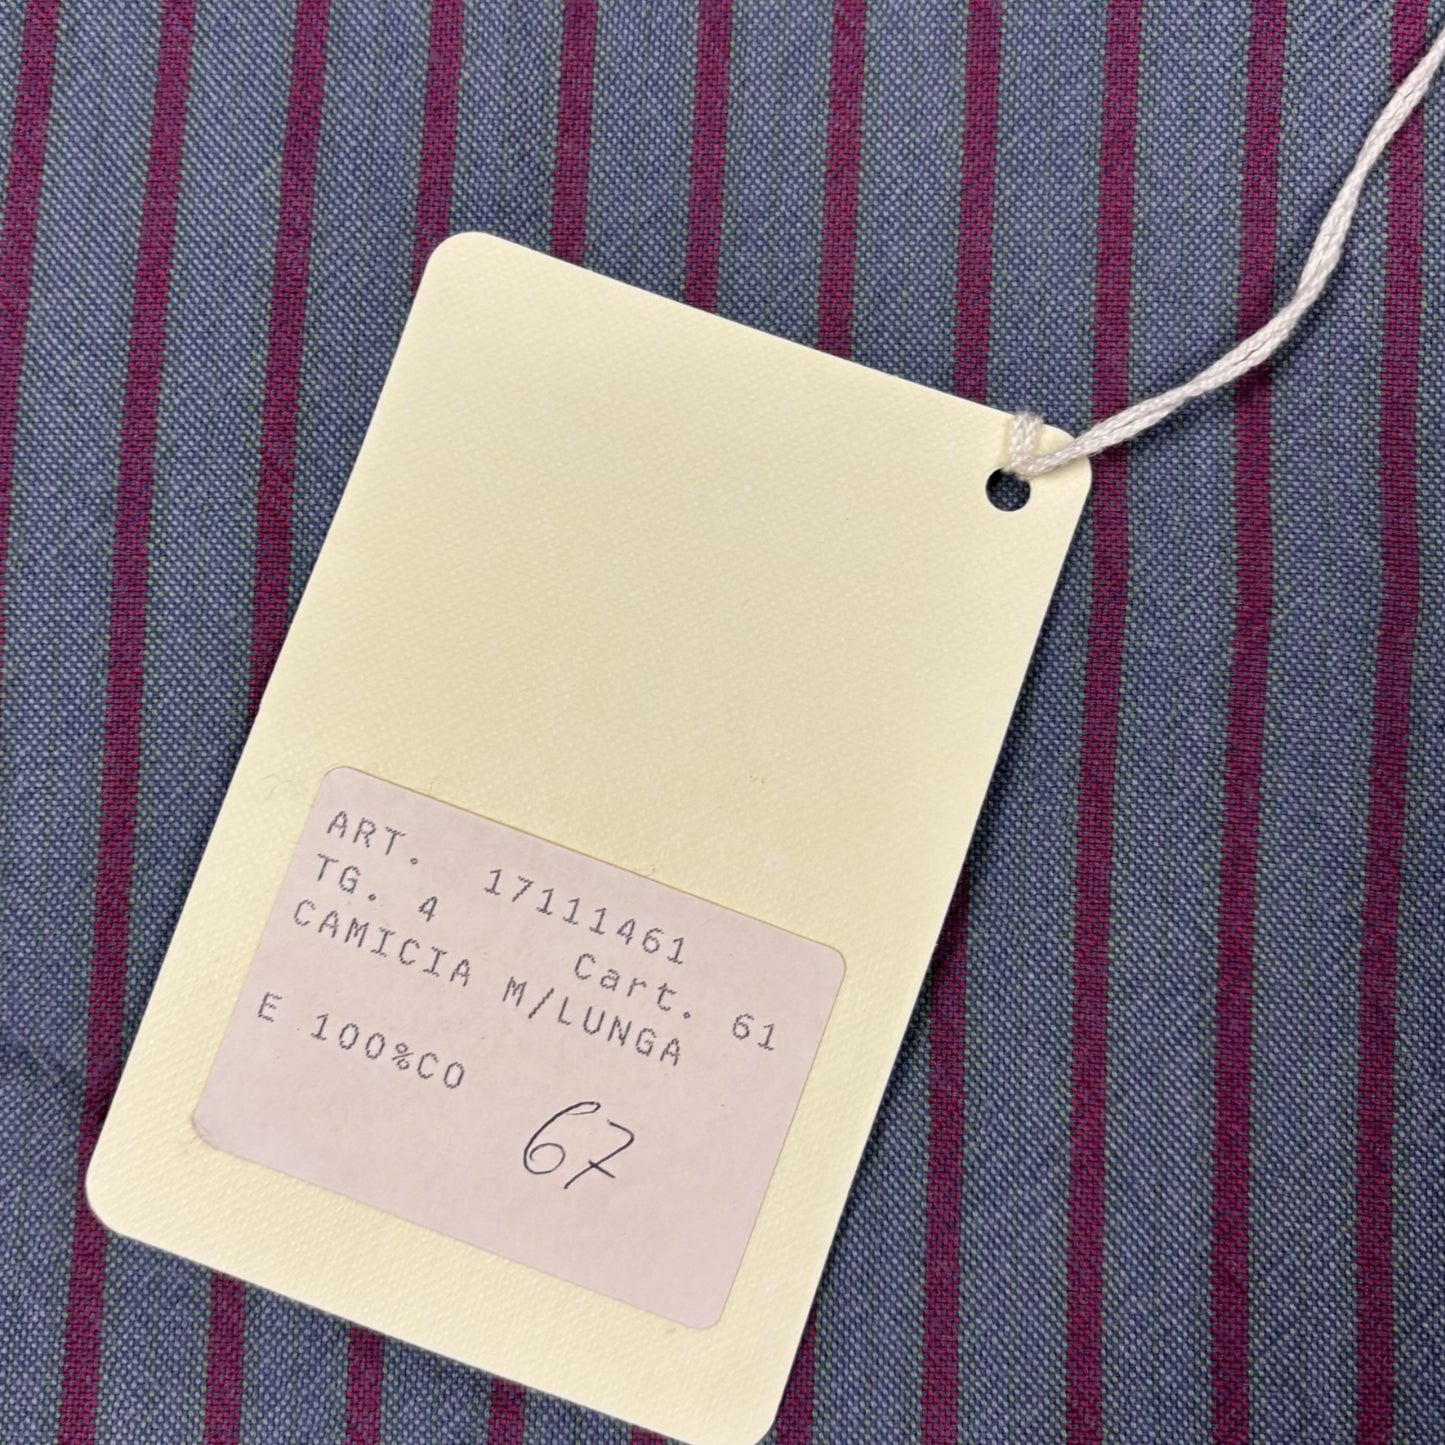 ART. 17111461
TG. 4 Cart. 61
CAMICIA M/LUNGA
E 100%CO
67